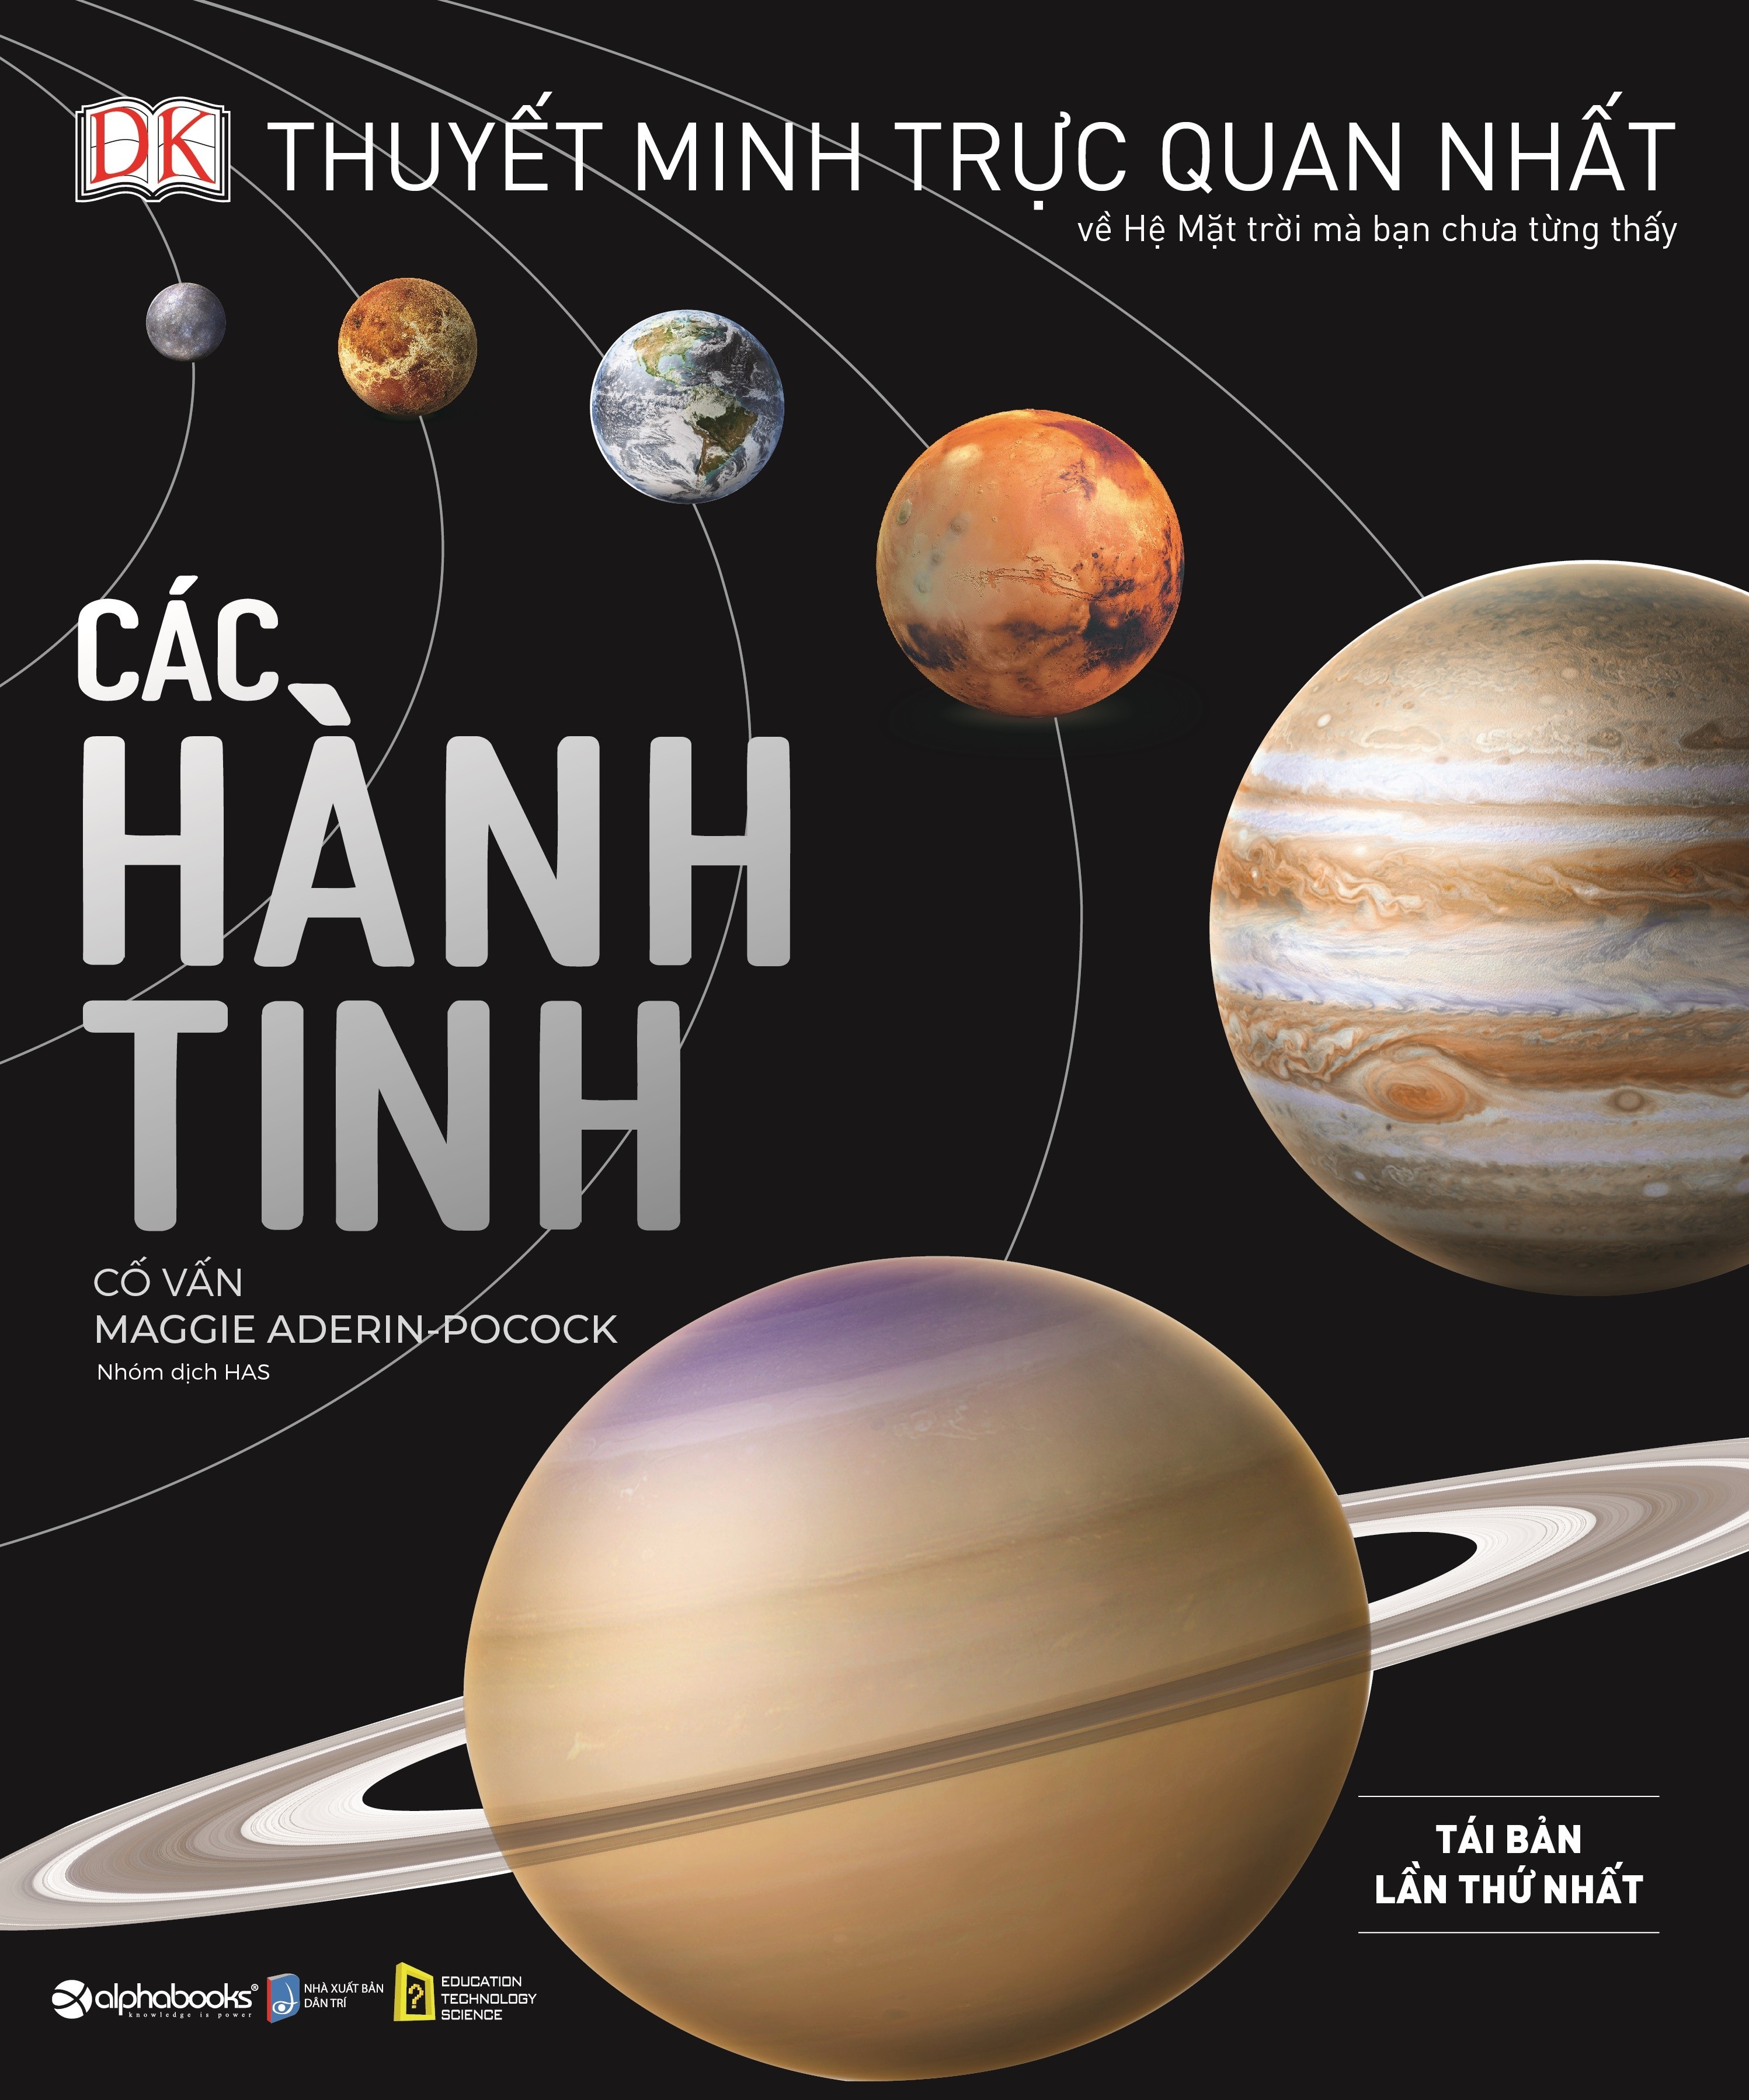 DK
THUYẾT MINH TRỰC QUAN NHẤT
về Hệ Mặt trời mà bạn chưa từng thấy
CÁC
HÀNH
TINH
CỐ VẤN
MAGGIE ADERIN-POCOCK
Nhóm dịch HAS
TÁI BẢN
LẦN THỨ NHẤT
alphabooks®
knowledge is power
NHÀ XUẤT BẢN
DÂN TRÍ
?
EDUCATION
TECHNOLOGY
SCIENCE